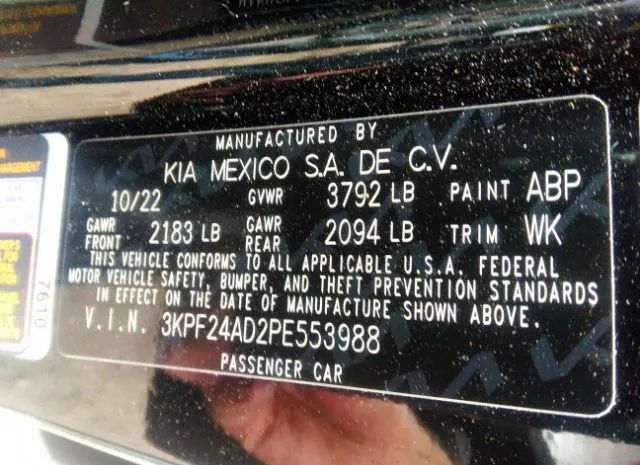 MANUFACTURED BY
KIA MEXICO S.A. DE C.V.
10/22 GVWR 3792 LB PAINT ABP
GAWR FRONT 2183 LB GAWR REAR 2094 LB TRIM WK
THIS VEHICLE CONFORMS TO ALL APPLICABLE U.S.A. FEDERAL
MOTOR VEHICLE SAFETY, BUMPER, AND THEFT PREVENTION STANDARDS
IN EFFECT ON THE DATE OF MANUFACTURE SHOWN ABOVE.
V.I.N. 3KPF24AD2PE553988
PASSENGER CAR
7610